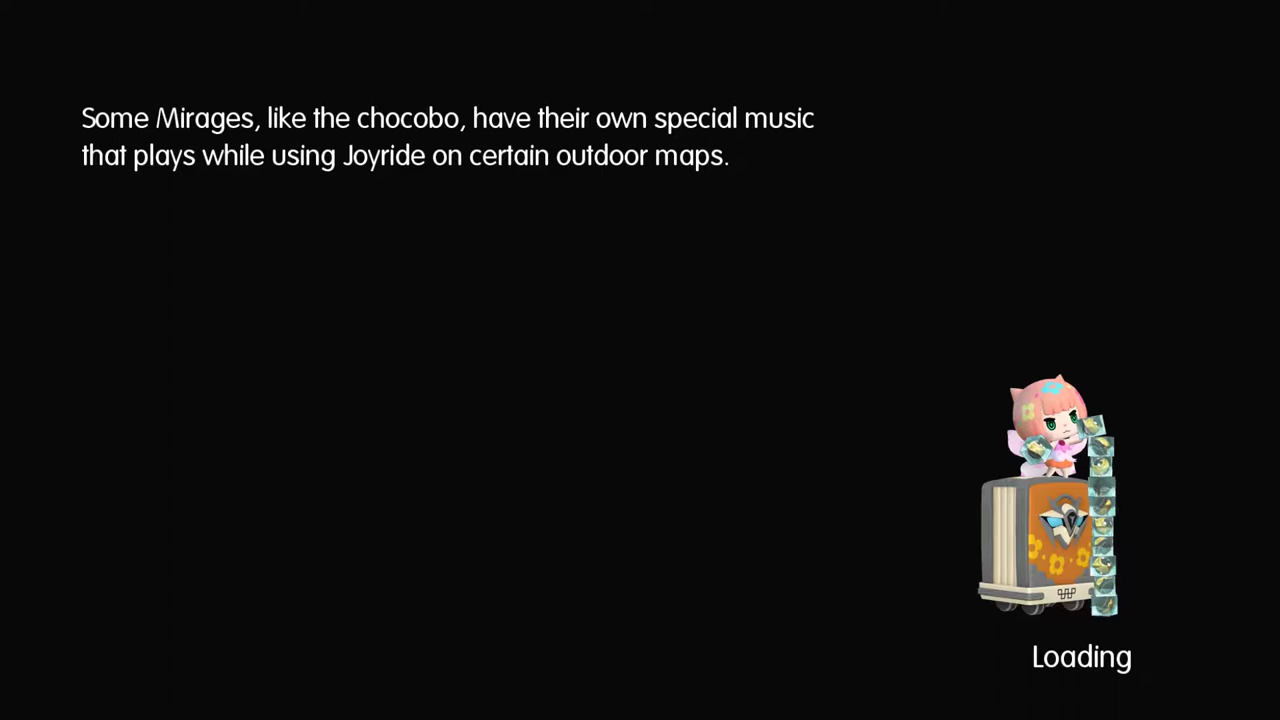 Some Mirages, like the chocobo, have their own special music
that plays while using Joyride on certain outdoor maps.
Loading